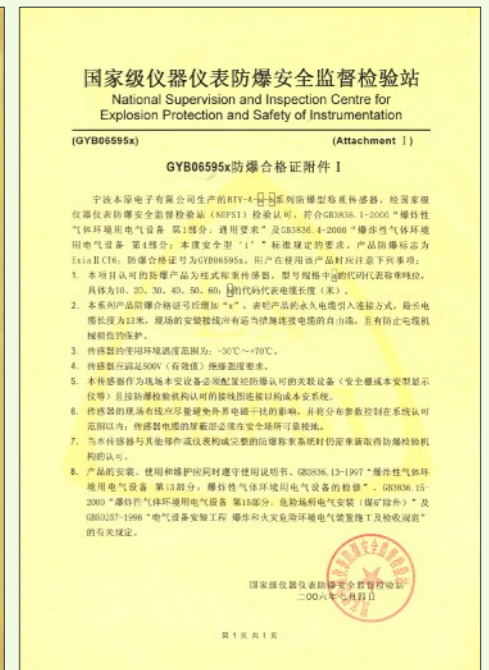 国家级仪器仪表防爆安全监督检验站
National Supervision and Inspection Centre for
Explosion Protection and Safety of Instrumentation
(GYB06595x) (Attachment Ⅰ)
GYB06595x防爆合格证附件Ⅰ
宁波本原电子有限公司生产的BTY-A-□-□系列防爆型称重传感器，经国家级
仪器仪表防爆安全监督检验站（NEPSI）检验认可，符合GB3836.1-2000“爆炸性
气体环境用电气设备 第1部分：通用要求”及GB3836.4-2000“爆炸性气体环境
用电气设备 第4部分：本质安全型‘i’”标准规定的要求。产品防爆标志为
ExiaⅡCT6；防爆合格证号为GYB06595x。用户在使用该产品时应注意下列事项：
1. 本项目认可的防爆产品为柱式称重传感器，型号规格中□的代码代表称重吨位，
具体为10、20、30、40、50、60；□的代码代表电缆长度（米）。
2. 本系列产品防爆合格证号后缀加“x”，表明产品的永久电缆引入连接方式，最长电
缆长度为13米，现场的安装接线应有适当措施连接电缆的自由端，且有防止电缆机
械损伤的保护。
3. 传感器的使用环境温度范围为：-30℃～+70℃。
4. 传感器应满足500V（有效值）绝缘强度要求。
5. 本传感器作为现场本安设备必须配置经防爆认可的关联设备（安全栅或本安型显示
仪等）且按防爆检验机构认可的接线图连接以构成本安系统。
6. 传感器的现场布线应尽量避免外界电磁干扰的影响，并将分布参数控制在系统认可
范围以内；传感器电缆的屏蔽层必须在安全场所可靠接地。
7. 当本传感器与其他部件或仪表构成完整的防爆称重系统时仍需重新取得防爆检验机
构的认可。
8. 产品的安装、使用和维护应同时遵守使用说明书、GB3836.13-1997“爆炸性气体环
境用电气设备 第13部分：爆炸性气体环境用电气设备的检修”、GB3836.15-
2000“爆炸性气体环境用电气设备 第15部分：危险场所电气安装（煤矿除外）”及
GB50257-1996“电气设备安装工程 爆炸和火灾危险环境电气装置施工及验收规范”
的有关规定。
国家级仪器仪表防爆安全监督检验站
二〇〇六年七月四日
第 1 页 共 1 页